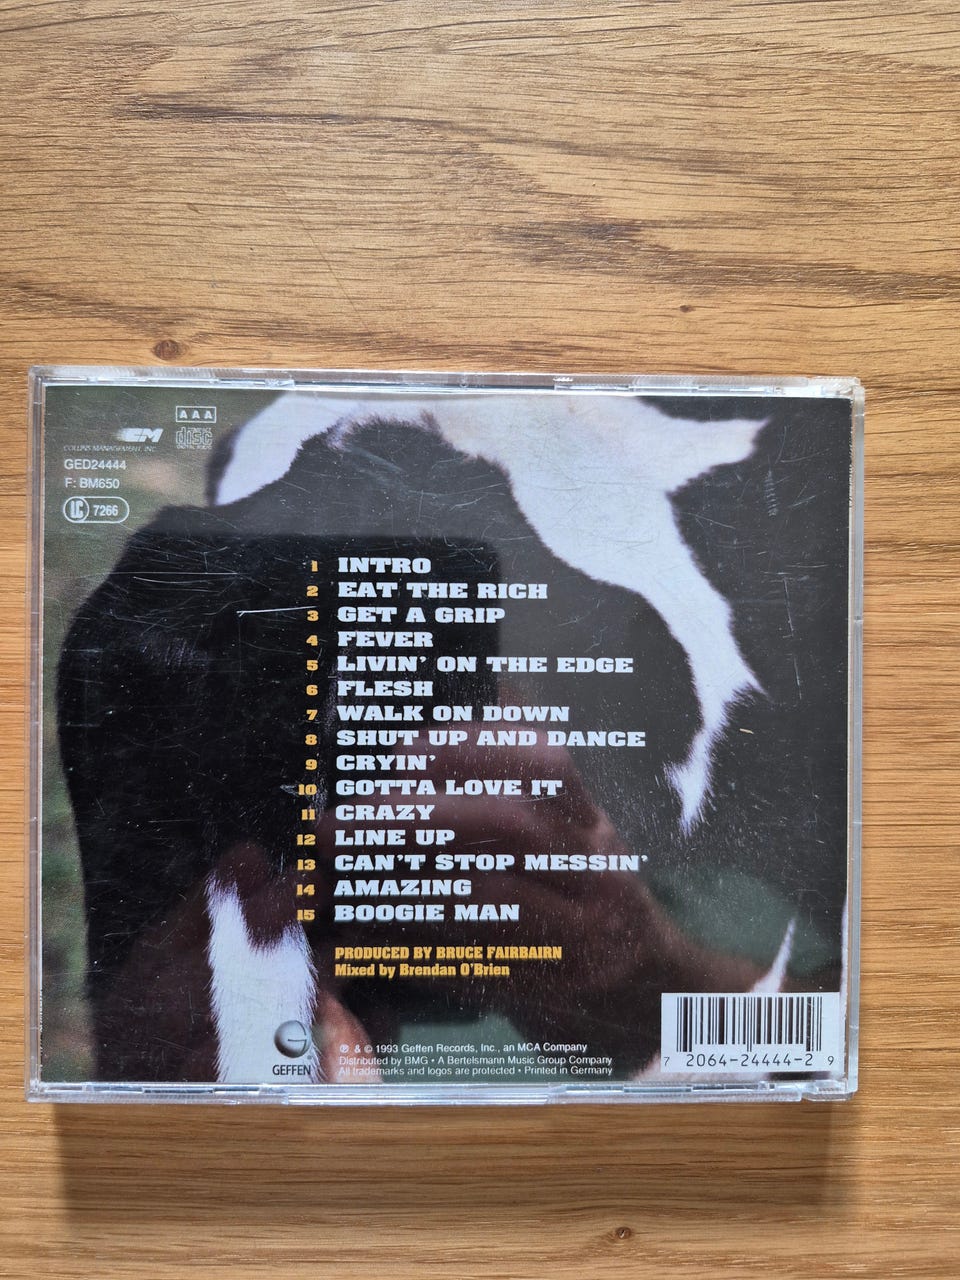 AAA
CM
COLLINS MANAGEMENT, INC.
disc
DIGITAL AUDIO
GED24444
F: BM650
LC 7266
1 INTRO
2 EAT THE RICH
3 GET A GRIP
4 FEVER
5 LIVIN' ON THE EDGE
6 FLESH
7 WALK ON DOWN
8 SHUT UP AND DANCE
9 CRYIN'
10 GOTTA LOVE IT
11 CRAZY
12 LINE UP
13 CAN'T STOP MESSIN'
14 AMAZING
15 BOOGIE MAN
PRODUCED BY BRUCE FAIRBAIRN
Mixed by Brendan O'Brien
G
GEFFEN
℗ & © 1993 Geffen Records, Inc., an MCA Company
Distributed by BMG • A Bertelsmann Music Group Company
All trademarks and logos are protected • Printed in Germany
7 2064-24444-2 9